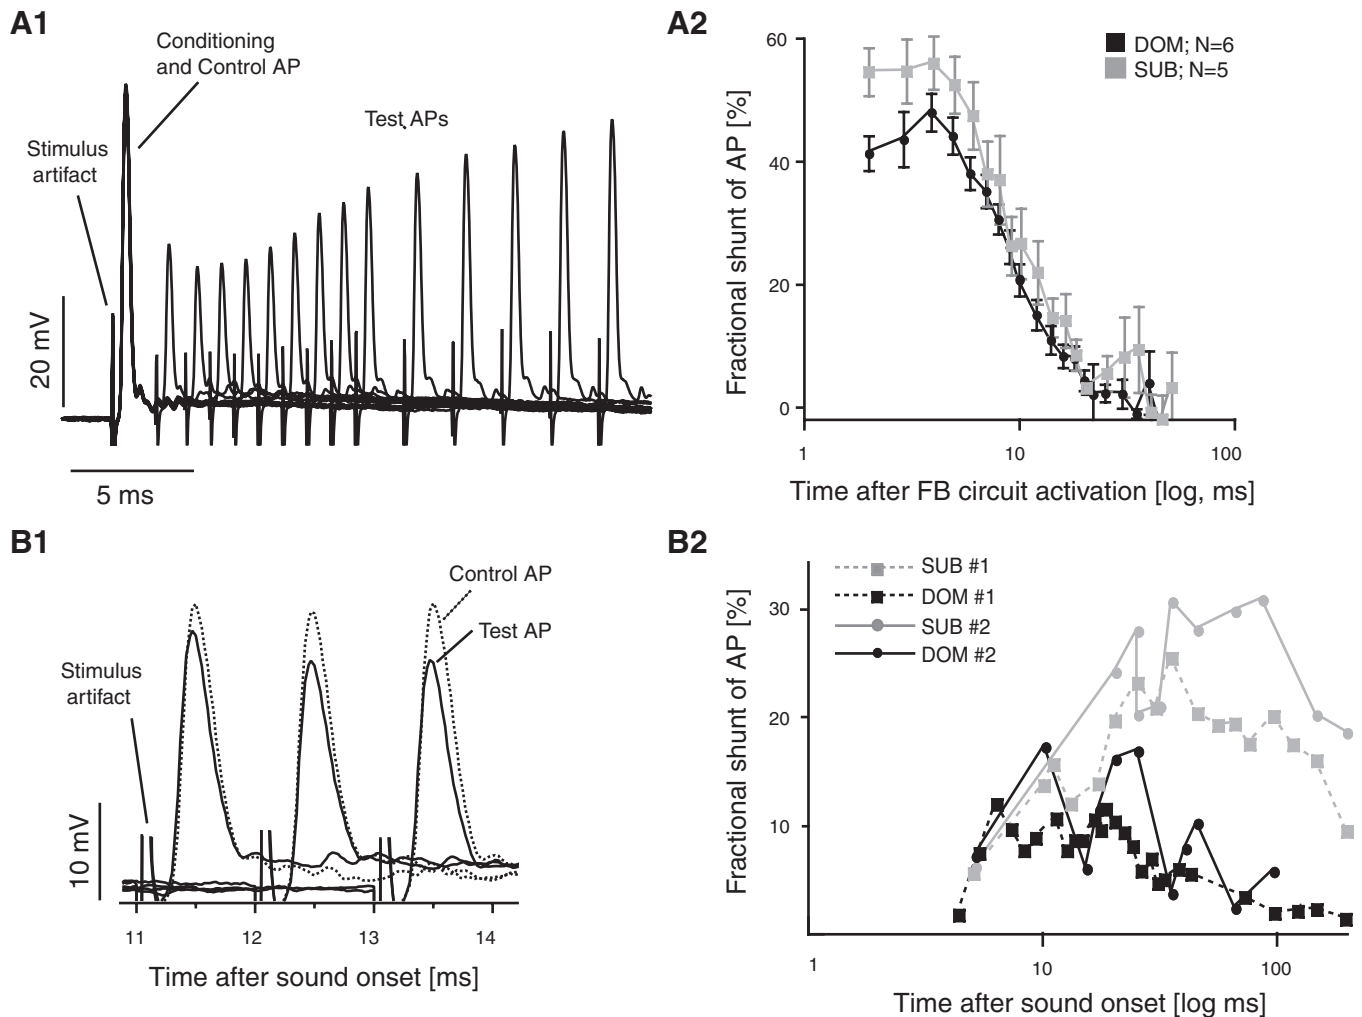 A1
Conditioning
and Control AP
Stimulus
artifact
Test APs
20 mV
5 ms
A2
DOM; N=6
SUB; N=5
Fractional shunt of AP [%]
60
40
20
0
1
10
100
Time after FB circuit activation [log, ms]
B1
Control AP
Test AP
Stimulus
artifact
10 mV
11
12
13
14
Time after sound onset [ms]
B2
SUB #1
DOM #1
SUB #2
DOM #2
Fractional shunt of AP [%]
30
20
10
1
10
100
Time after sound onset [log ms]